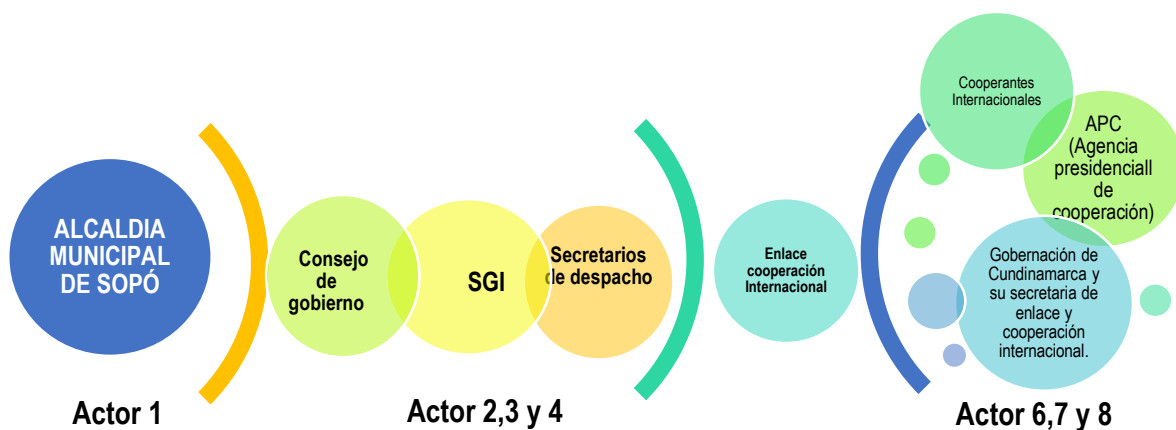 ALCALDIA
MUNICIPAL
DE SOPÓ
Actor 1
Consejo
de
gobierno
SGI
Secretarios
de despacho
Actor 2,3 y 4
Enlace
cooperación
Internacional
Cooperantes
Internacionales
APC
(Agencia
presidenciall
de
cooperación)
Gobernación de
Cundinamarca y
su secretaria de
enlace y
cooperación
internacional.
Actor 6,7 y 8